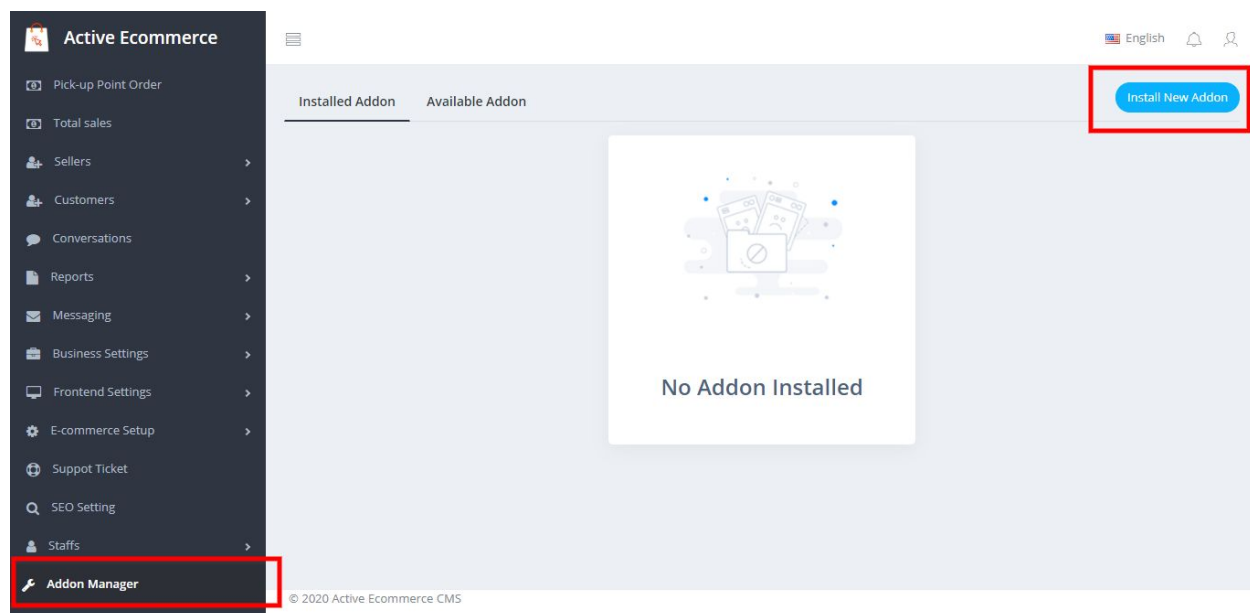 Active Ecommerce
Pick-up Point Order
Total sales
Sellers
Customers
Conversations
Reports
Messaging
Business Settings
Frontend Settings
E-commerce Setup
Suppot Ticket
SEO Setting
Staffs
Addon Manager
English
Installed Addon Available Addon
Install New Addon
No Addon Installed
© 2020 Active Ecommerce CMS